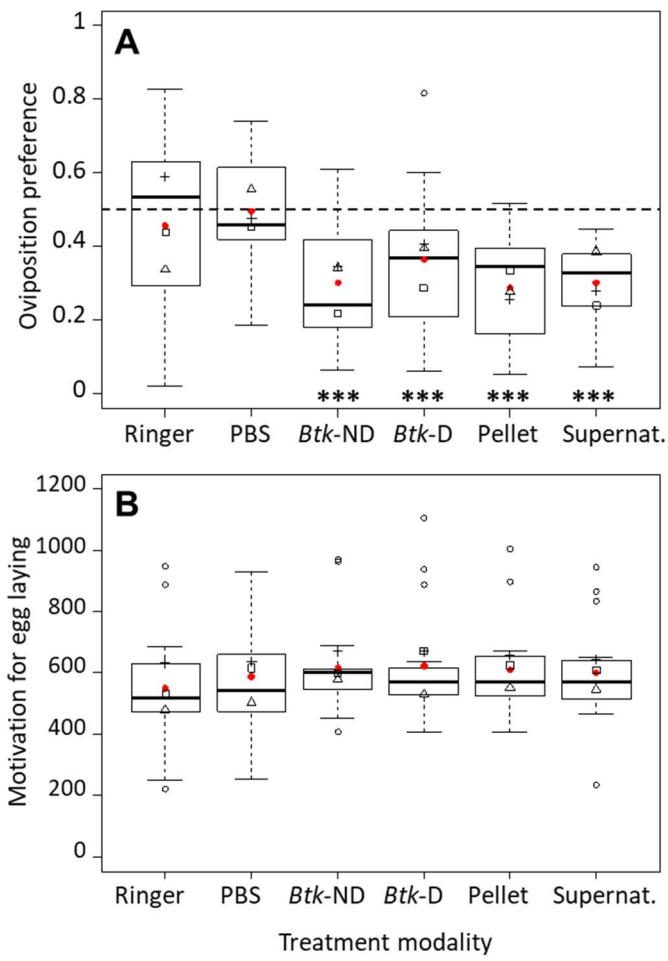 A
Oviposition preference
1
0.8
0.6
0.4
0.2
0
*** *** *** ***
Ringer PBS Btk-ND Btk-D Pellet Supernat.
B
Motivation for egg laying
1200
1000
800
600
400
200
0
Ringer PBS Btk-ND Btk-D Pellet Supernat.
Treatment modality